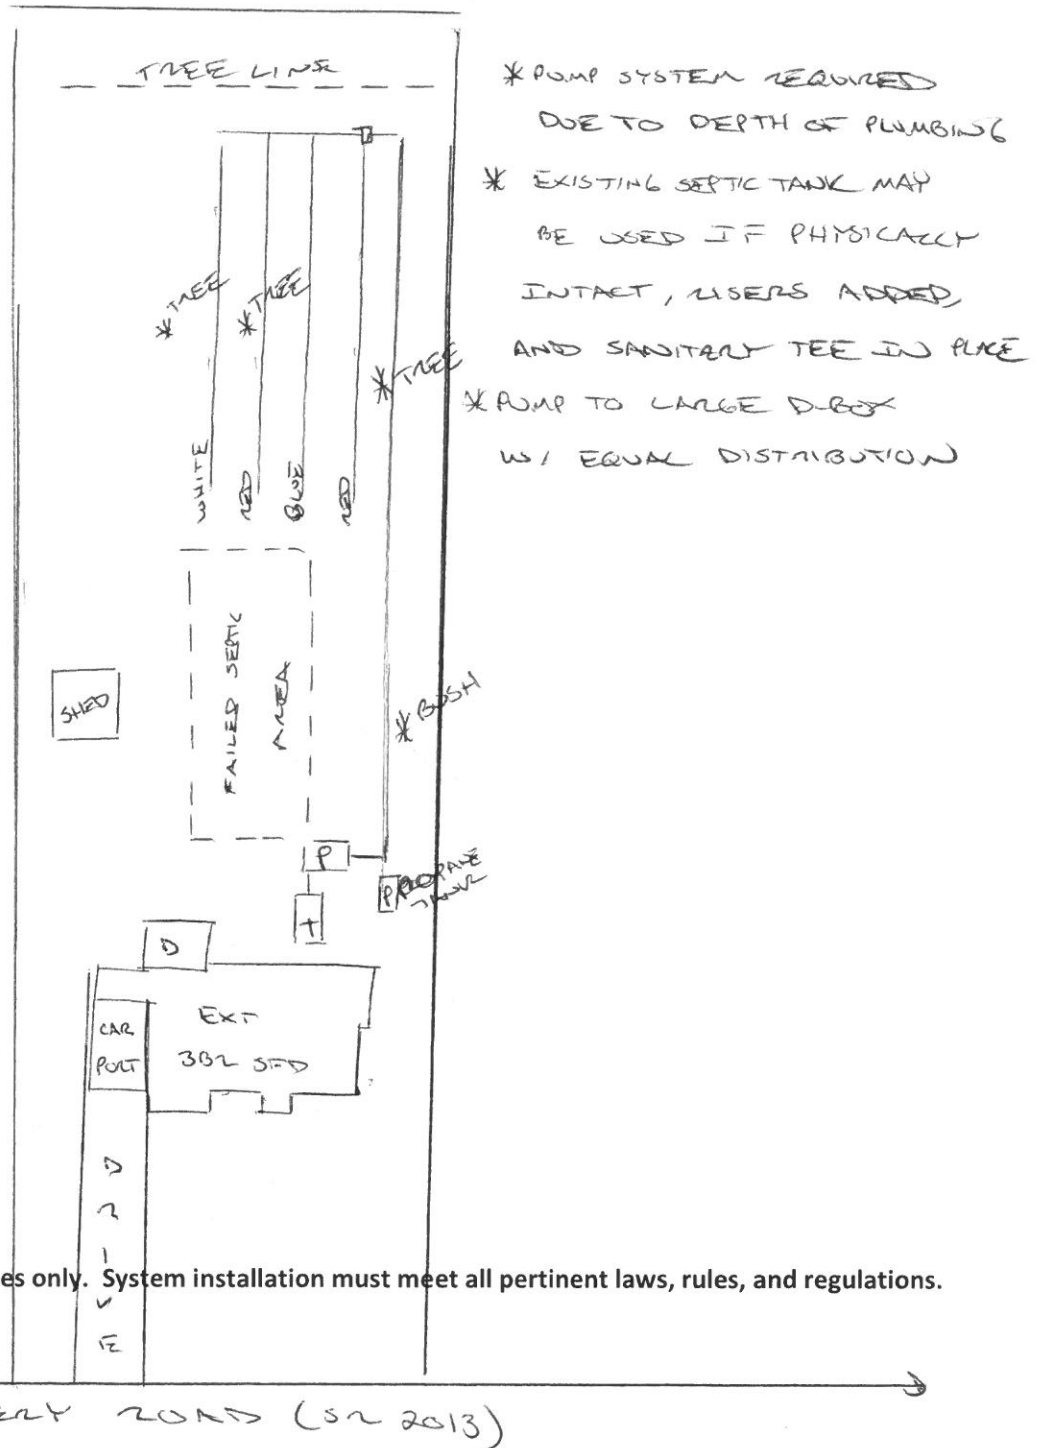 TREE LINE
* PUMP SYSTEM REQUIRED
DUE TO DEPTH OF PLUMBING
* EXISTING SEPTIC TANK MAY
BE USED IF PHYSICALLY
INTACT, RISERS ADDED,
AND SANITARY TEE IN PLACE
* PUMP TO LARGE D-BOX
W/ EQUAL DISTRIBUTION
* TREE
* TREE
* TREE
WHITE
RED
BLUE
RED
FAILED SEPTIC
AREA
SHED
* BUSH
P
P
PROPANE
TANK
T
D
EXT
3BR SFD
CAR
PORT
DRIVE
es only. System installation must meet all pertinent laws, rules, and regulations.
ERY ROAD (SR 2013)